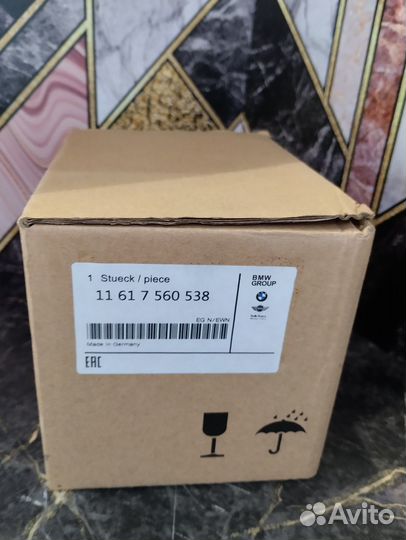 1 Stueck / piece
11 61 7 560 538
EG N/EWN
Made in Germany
EAC
BMW
GROUP
Avito